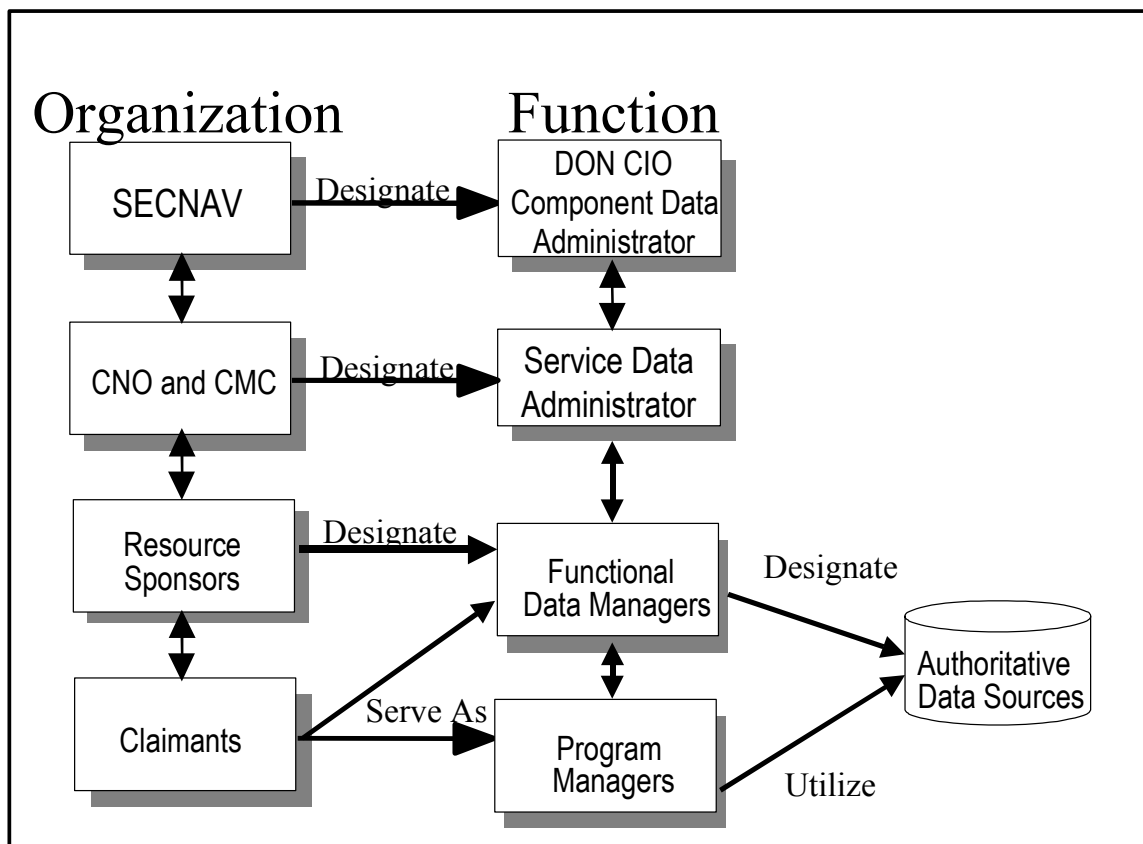 Organization
Function
SECNAV
Designate
DON CIO
Component Data
Administrator
CNO and CMC
Designate
Service Data
Administrator
Resource
Sponsors
Designate
Functional
Data Managers
Designate
Authoritative
Data Sources
Claimants
Serve As
Program
Managers
Utilize